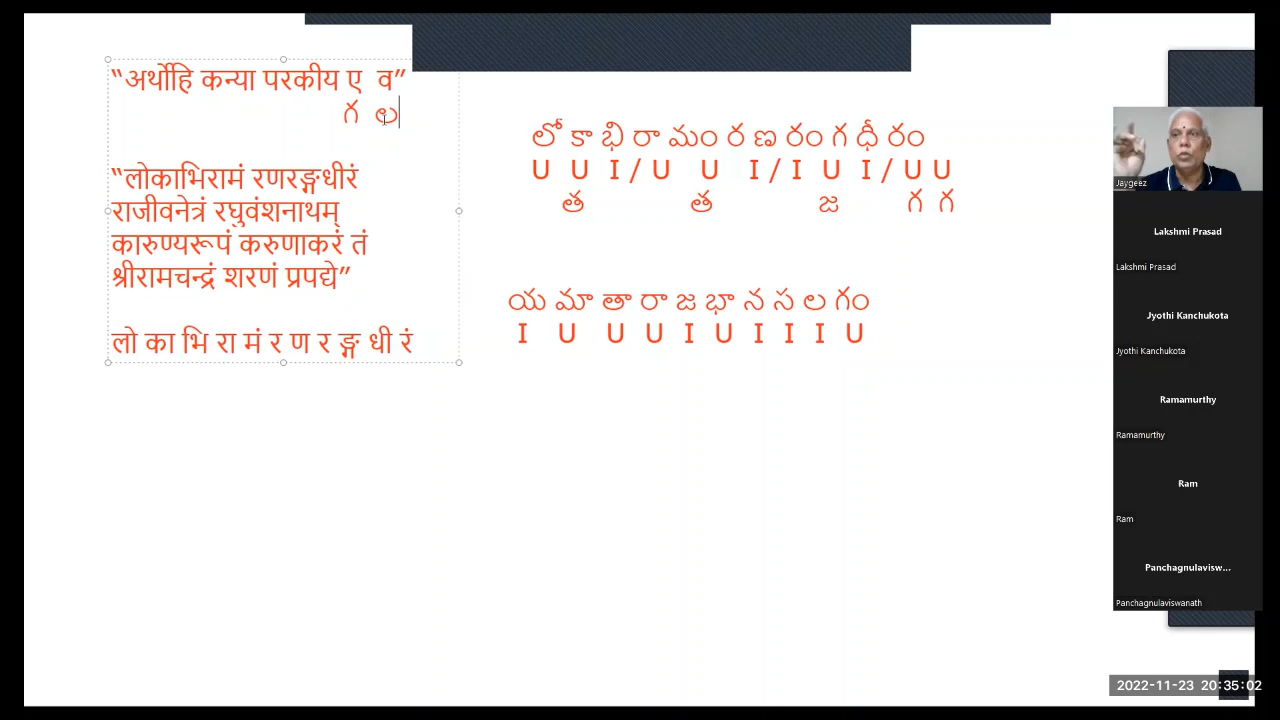 “अर्थोहि कन्या परकीय ए व”
గ ల
“लोकाभिरामं रणरङ्गधीरं
राजीवनेत्रं रघुवंशनाथम्
कारुण्यरूपं करुणाकरं तं
श्रीरामचन्द्रं शरणं प्रपद्ये”
लो का भि रा मं र ण र ङ्ग धी रं
లో కా భి రా మం ర ణ రం గ ధీ రం
U U I / U U I / I U I / U U
త త జ గ గ
య మా తా రా జ భా న స ల గం
I U U U I U I I I U
Jaygeez
Lakshmi Prasad
Lakshmi Prasad
Jyothi Kanchukota
Jyothi Kanchukota
Ramamurthy
Ramamurthy
Ram
Ram
Panchagnulavisw...
Panchagnulaviswanath
2022-11-23 20:35:02